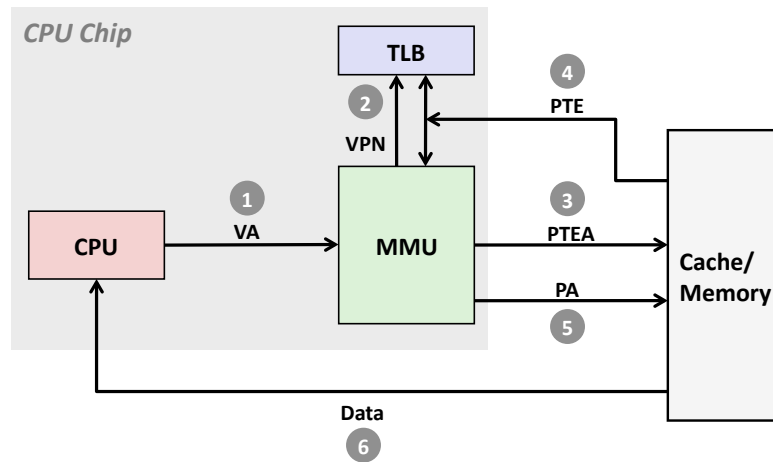 CPU Chip
TLB
4
2
PTE
VPN
1
3
VA
PTEA
CPU
MMU
Cache/
Memory
PA
5
Data
6